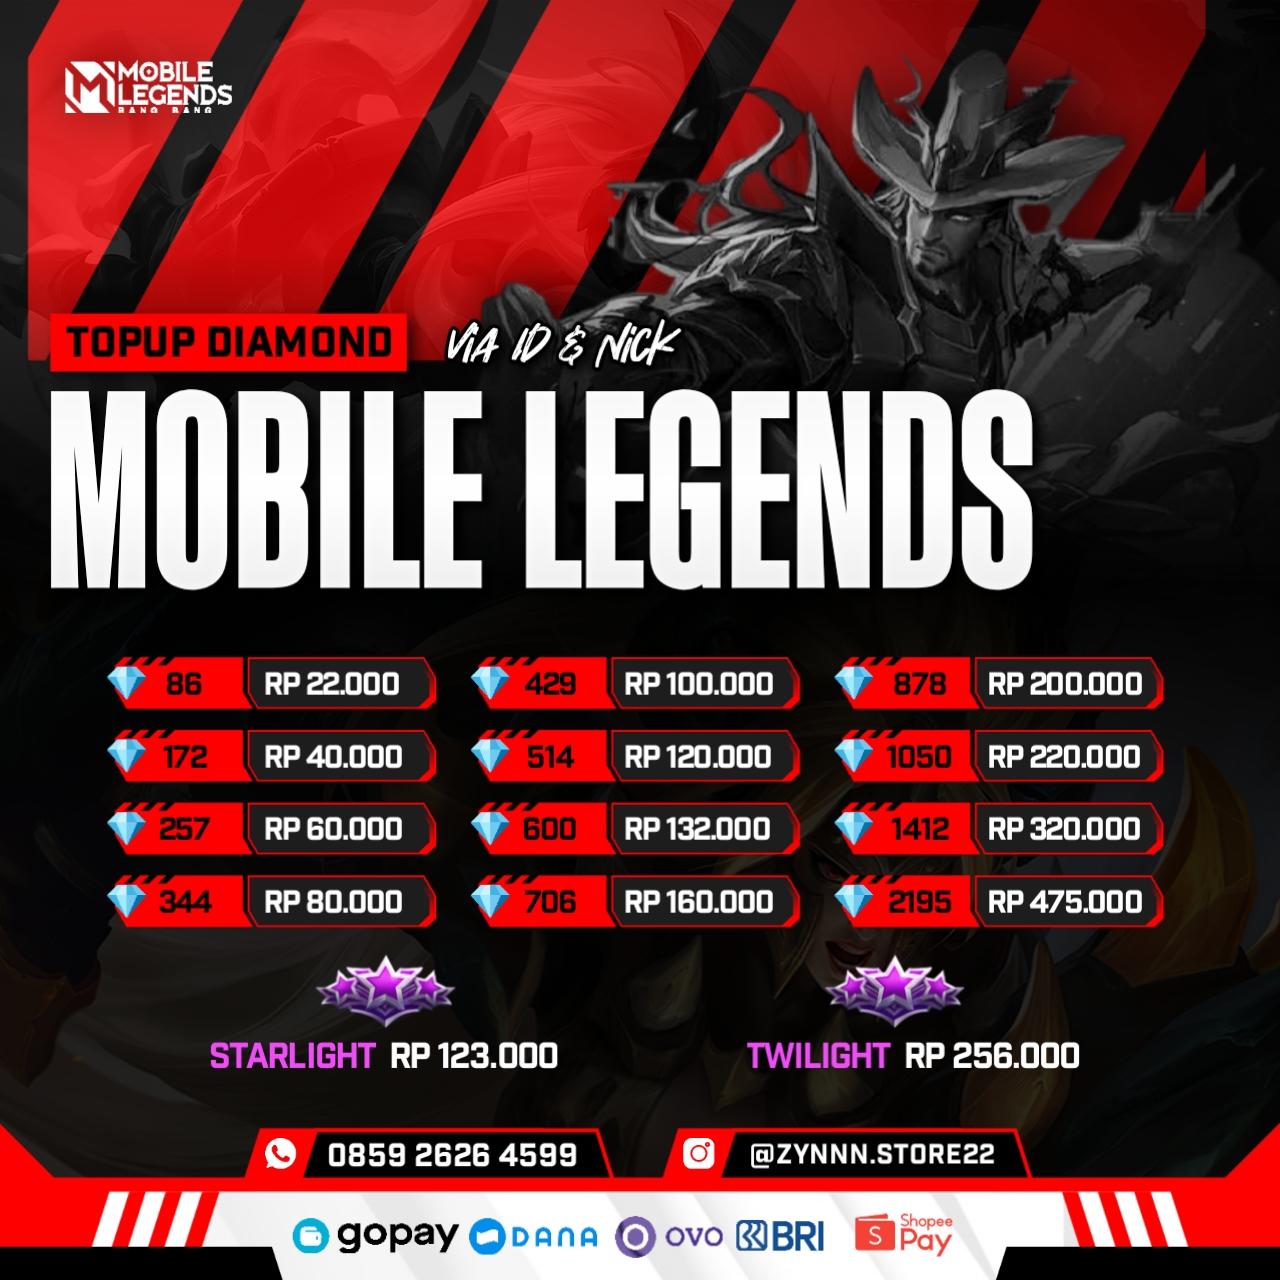 MOBILE
LEGENDS
BANG BANG
TOPUP DIAMOND
VIA ID & NICK
MOBILE LEGENDS
86 RP 22.000
429 RP 100.000
878 RP 200.000
172 RP 40.000
514 RP 120.000
1050 RP 220.000
257 RP 60.000
600 RP 132.000
1412 RP 320.000
344 RP 80.000
706 RP 160.000
2195 RP 475.000
STARLIGHT RP 123.000
TWILIGHT RP 256.000
0859 2626 4599
@ZYNNN.STORE22
gopay
DANA
OVO
BRI
S Shopee
Pay